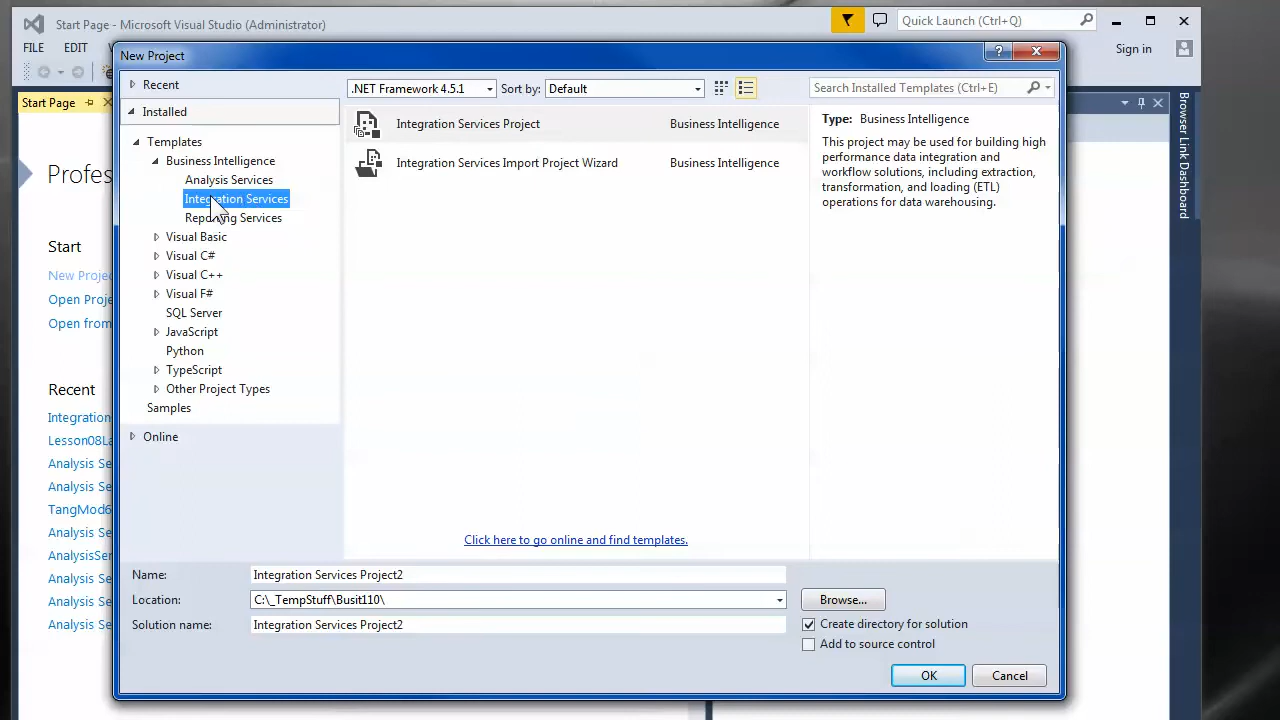 Start Page - Microsoft Visual Studio (Administrator)
Quick Launch (Ctrl+Q)
FILE EDIT
Sign in
Start Page
Profes
Start
New Projec
Open Proje
Open from
Recent
Integration
Lesson08La
Analysis Se
Analysis Se
TangMod6
Analysis Se
AnalysisSer
Analysis Se
Analysis Se
Analysis Se
Browser Link Dashboard
New Project
?
Recent
Installed
Templates
Business Intelligence
Analysis Services
Integration Services
Reporting Services
Visual Basic
Visual C#
Visual C++
Visual F#
SQL Server
JavaScript
Python
TypeScript
Other Project Types
Samples
Online
.NET Framework 4.5.1 Sort by: Default
Search Installed Templates (Ctrl+E)
Integration Services Project Business Intelligence
Integration Services Import Project Wizard Business Intelligence
Click here to go online and find templates.
Type: Business Intelligence
This project may be used for building high
performance data integration and
workflow solutions, including extraction,
transformation, and loading (ETL)
operations for data warehousing.
Name: Integration Services Project2
Location: C:\_TempStuff\Busit110\ Browse...
Solution name: Integration Services Project2
Create directory for solution
Add to source control
OK Cancel